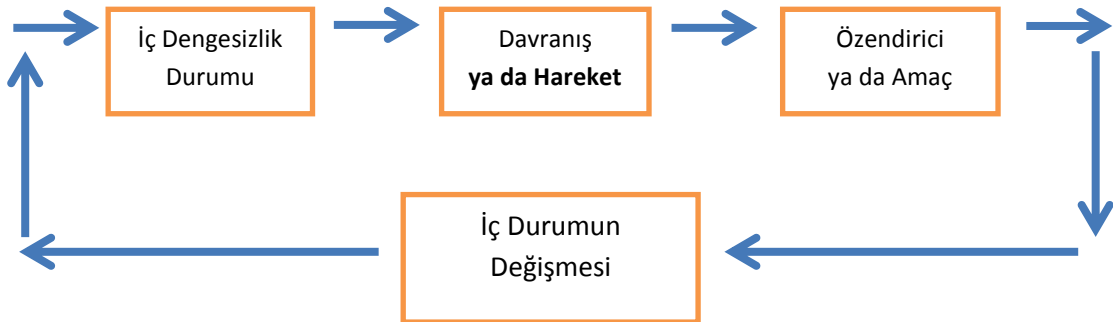 İç Dengesizlik
Durumu
Davranış
ya da Hareket
Özendirici
ya da Amaç
İç Durumun
Değişmesi